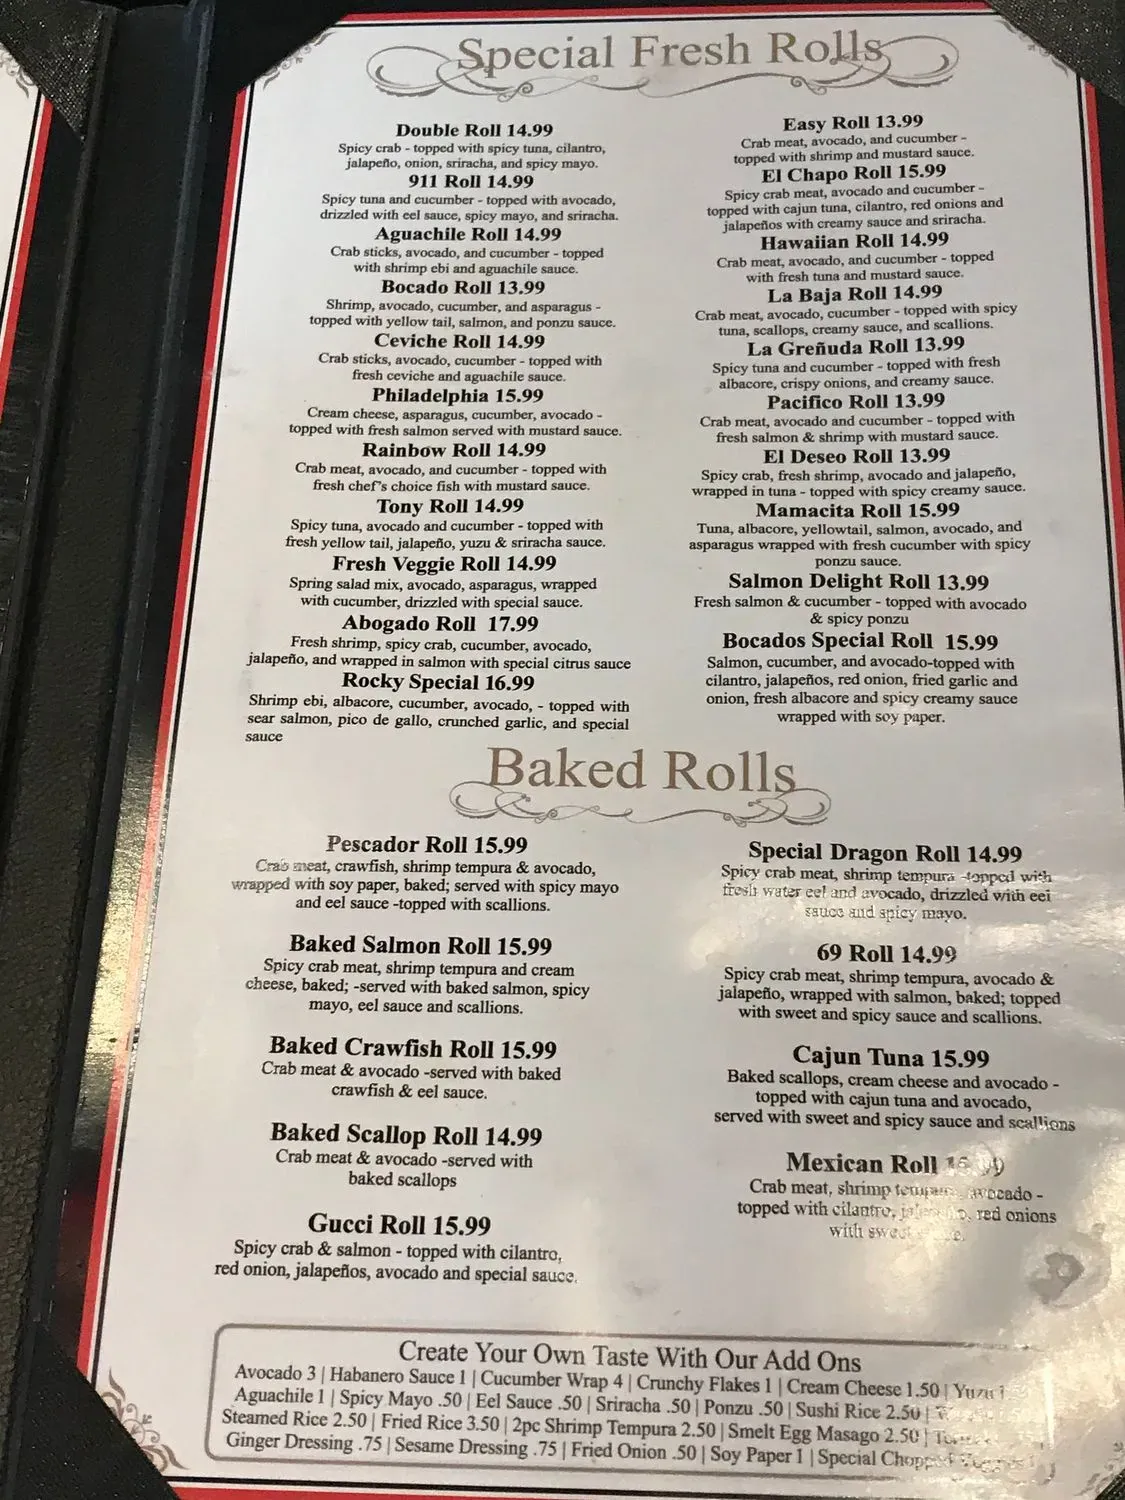 Special Fresh Rolls
Double Roll 14.99
Spicy crab - topped with spicy tuna, cilantro,
jalapeño, onion, sriracha, and spicy mayo.
911 Roll 14.99
Spicy tuna and cucumber - topped with avocado,
drizzled with eel sauce, spicy mayo, and sriracha.
Aguachile Roll 14.99
Crab sticks, avocado, and cucumber - topped
with shrimp ebi and aguachile sauce.
Bocado Roll 13.99
Shrimp, avocado, cucumber, and asparagus -
topped with yellow tail, salmon, and ponzu sauce.
Ceviche Roll 14.99
Crab sticks, avocado, cucumber - topped with
fresh ceviche and aguachile sauce.
Philadelphia 15.99
Cream cheese, asparagus, cucumber, avocado -
topped with fresh salmon served with mustard sauce.
Rainbow Roll 14.99
Crab meat, avocado, and cucumber - topped with
fresh chef's choice fish with mustard sauce.
Tony Roll 14.99
Spicy tuna, avocado and cucumber - topped with
fresh yellow tail, jalapeño, yuzu & sriracha sauce.
Fresh Veggie Roll 14.99
Spring salad mix, avocado, asparagus, wrapped
with cucumber, drizzled with special sauce.
Abogado Roll 17.99
Fresh shrimp, spicy crab, cucumber, avocado,
jalapeño, and wrapped in salmon with special citrus sauce
Rocky Special 16.99
Shrimp ebi, albacore, cucumber, avocado, - topped with
sear salmon, pico de gallo, crunched garlic, and special
sauce
Easy Roll 13.99
Crab meat, avocado, and cucumber -
topped with shrimp and mustard sauce.
El Chapo Roll 15.99
Spicy crab meat, avocado and cucumber -
topped with cajun tuna, cilantro, red onions and
jalapeños with creamy sauce and sriracha.
Hawaiian Roll 14.99
Crab meat, avocado, and cucumber - topped
with fresh tuna and mustard sauce.
La Baja Roll 14.99
Crab meat, avocado, cucumber - topped with spicy
tuna, scallops, creamy sauce, and scallions.
La Greñuda Roll 13.99
Spicy tuna and cucumber - topped with fresh
albacore, crispy onions, and creamy sauce.
Pacifico Roll 13.99
Crab meat, avocado, and cucumber - topped with
fresh salmon & shrimp with mustard sauce.
El Deseo Roll 13.99
Spicy crab, fresh shrimp, avocado and jalapeño,
wrapped in tuna - topped with spicy creamy sauce.
Mamacita Roll 15.99
Tuna, albacore, yellowtail, salmon, avocado, and
asparagus wrapped with fresh cucumber with spicy
ponzu sauce.
Salmon Delight Roll 13.99
Fresh salmon & cucumber - topped with avocado
& spicy ponzu
Bocados Special Roll 15.99
Salmon, cucumber, and avocado-topped with
cilantro, jalapeños, red onion, fried garlic and
onion, fresh albacore and spicy creamy sauce
wrapped with soy paper.
Baked Rolls
Pescador Roll 15.99
Crab meat, crawfish, shrimp tempura & avocado,
wrapped with soy paper, baked; served with spicy mayo
and eel sauce -topped with scallions.
Baked Salmon Roll 15.99
Spicy crab meat, shrimp tempura and cream
cheese, baked; -served with baked salmon, spicy
mayo, eel sauce and scallions.
Baked Crawfish Roll 15.99
Crab meat & avocado -served with baked
crawfish & eel sauce.
Baked Scallop Roll 14.99
Crab meat & avocado -served with
baked scallops
Gucci Roll 15.99
Spicy crab & salmon - topped with cilantro,
red onion, jalapeños, avocado and special sauce.
Special Dragon Roll 14.99
Spicy crab meat, shrimp tempura -topped with
fresh water eel and avocado, drizzled with eel
sauce and spicy mayo.
69 Roll 14.99
Spicy crab meat, shrimp tempura, avocado &
jalapeño, wrapped with salmon, baked; topped
with sweet and spicy sauce and scallions.
Cajun Tuna 15.99
Baked scallops, cream cheese and avocado -
topped with cajun tuna and avocado,
served with sweet and spicy sauce and scallions
Mexican Roll
Crab meat, shrimp tempura, avocado -
topped with cilantro, red onions
with
Create Your Own Taste With Our Add Ons
Avocado 3 | Habanero Sauce 1 | Cucumber Wrap 4 | Crunchy Flakes 1 | Cream Cheese 1.50 | Yuzu 1
Aguachile 1 | Spicy Mayo .50 | Eel Sauce .50 | Sriracha .50 | Ponzu .50 | Sushi Rice 2.50 |
Steamed Rice 2.50 | Fried Rice 3.50 | 2pc Shrimp Tempura 2.50 | Smelt Egg Masago 2.50 |
Ginger Dressing .75 | Sesame Dressing .75 | Fried Onion .50 | Soy Paper 1 | Special Chopped